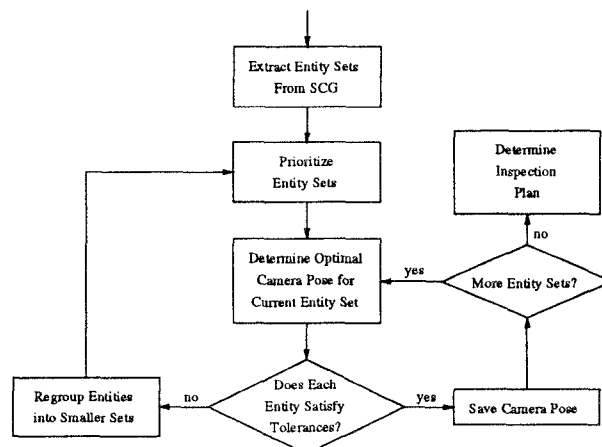 Extract Entity Sets
From SCG
Prioritize
Entity Sets
Determine
Inspection
Plan
no
Determine Optimal
Camera Pose for
Current Entity Set
yes
More Entity Sets?
Regroup Entities
into Smaller Sets
no
Does Each
Entity Satisfy
Tolerances?
yes
Save Camera Pose